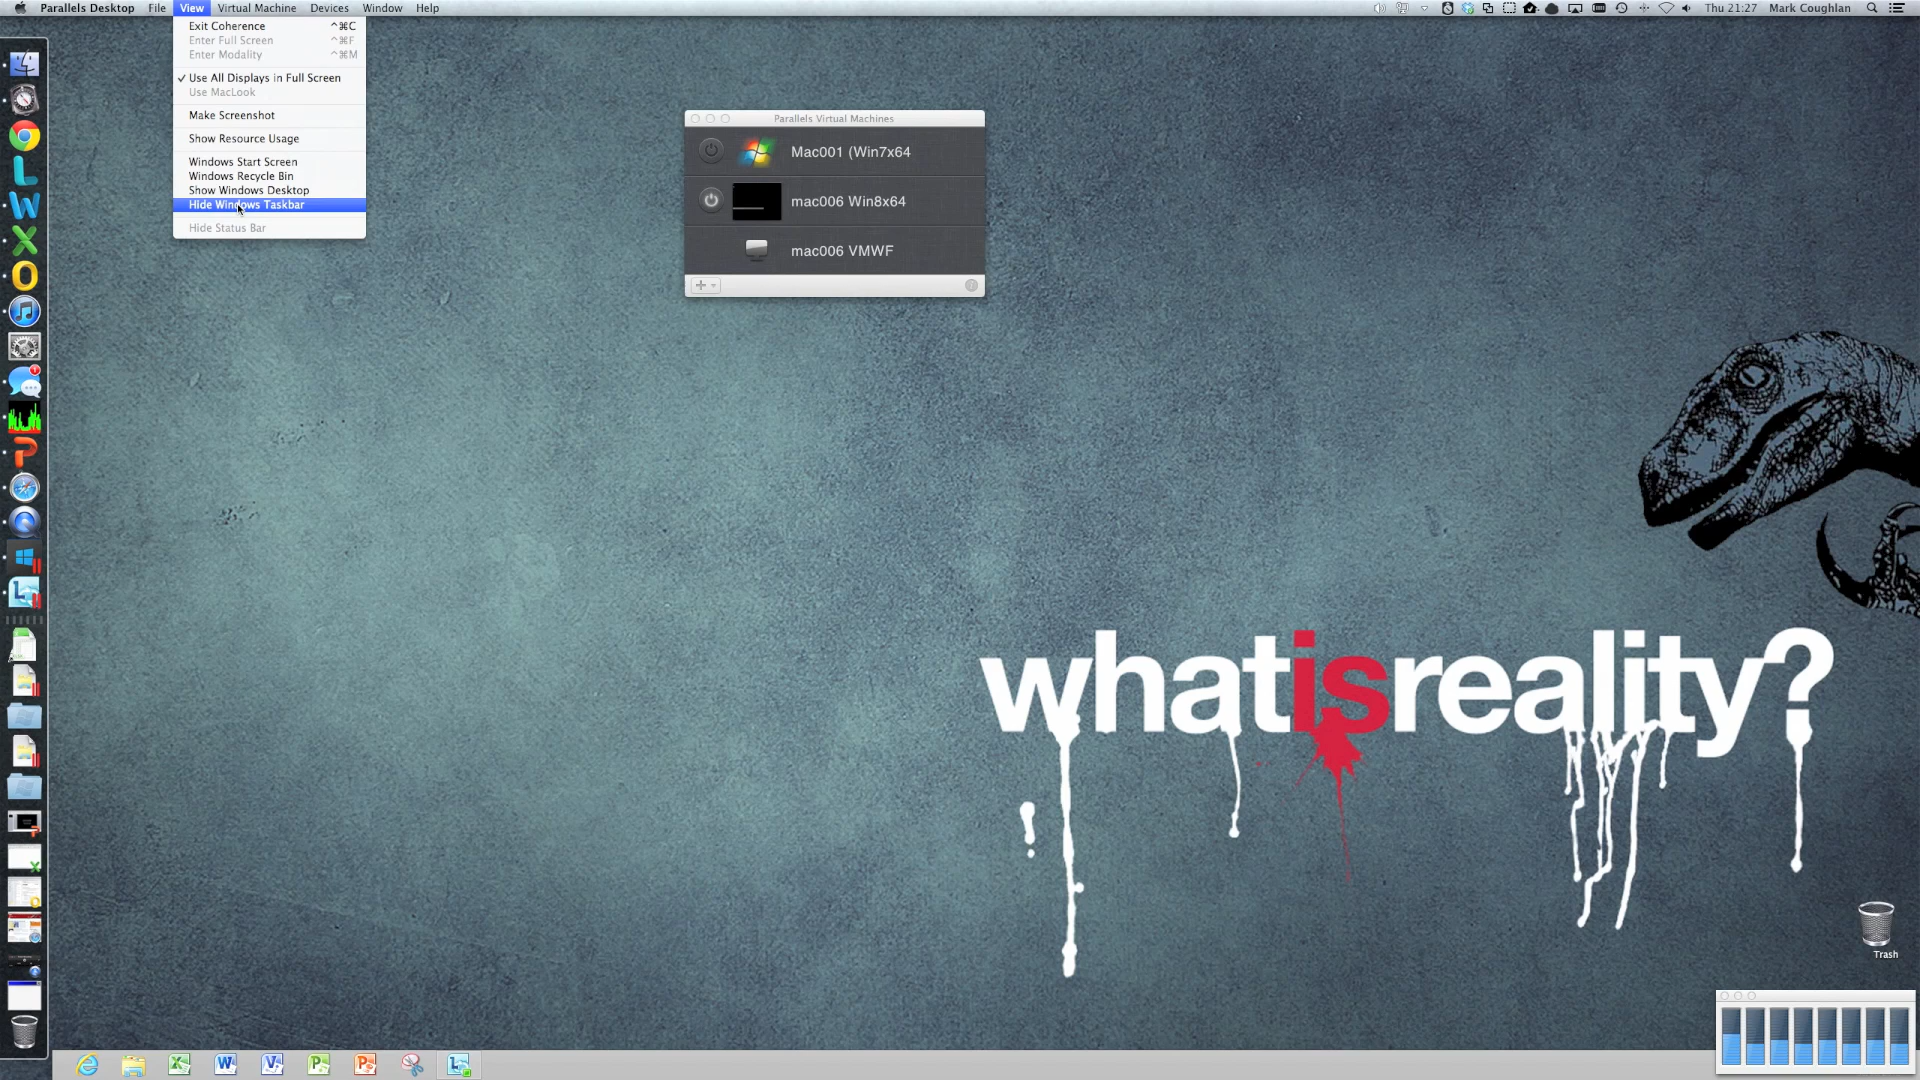 Parallels Desktop File View Virtual Machine Devices Window Help Thu 21:27 Mark Coughlan
Exit Coherence ^⌘C
Enter Full Screen ^⌘F
Enter Modality ^⌘M
✓ Use All Displays in Full Screen
Use MacLook
Make Screenshot
Show Resource Usage
Windows Start Screen
Windows Recycle Bin
Show Windows Desktop
Hide Windows Taskbar
Hide Status Bar
Parallels Virtual Machines
Mac001 (Win7x64
mac006 Win8x64
mac006 VMWF
whatisreality?
Trash